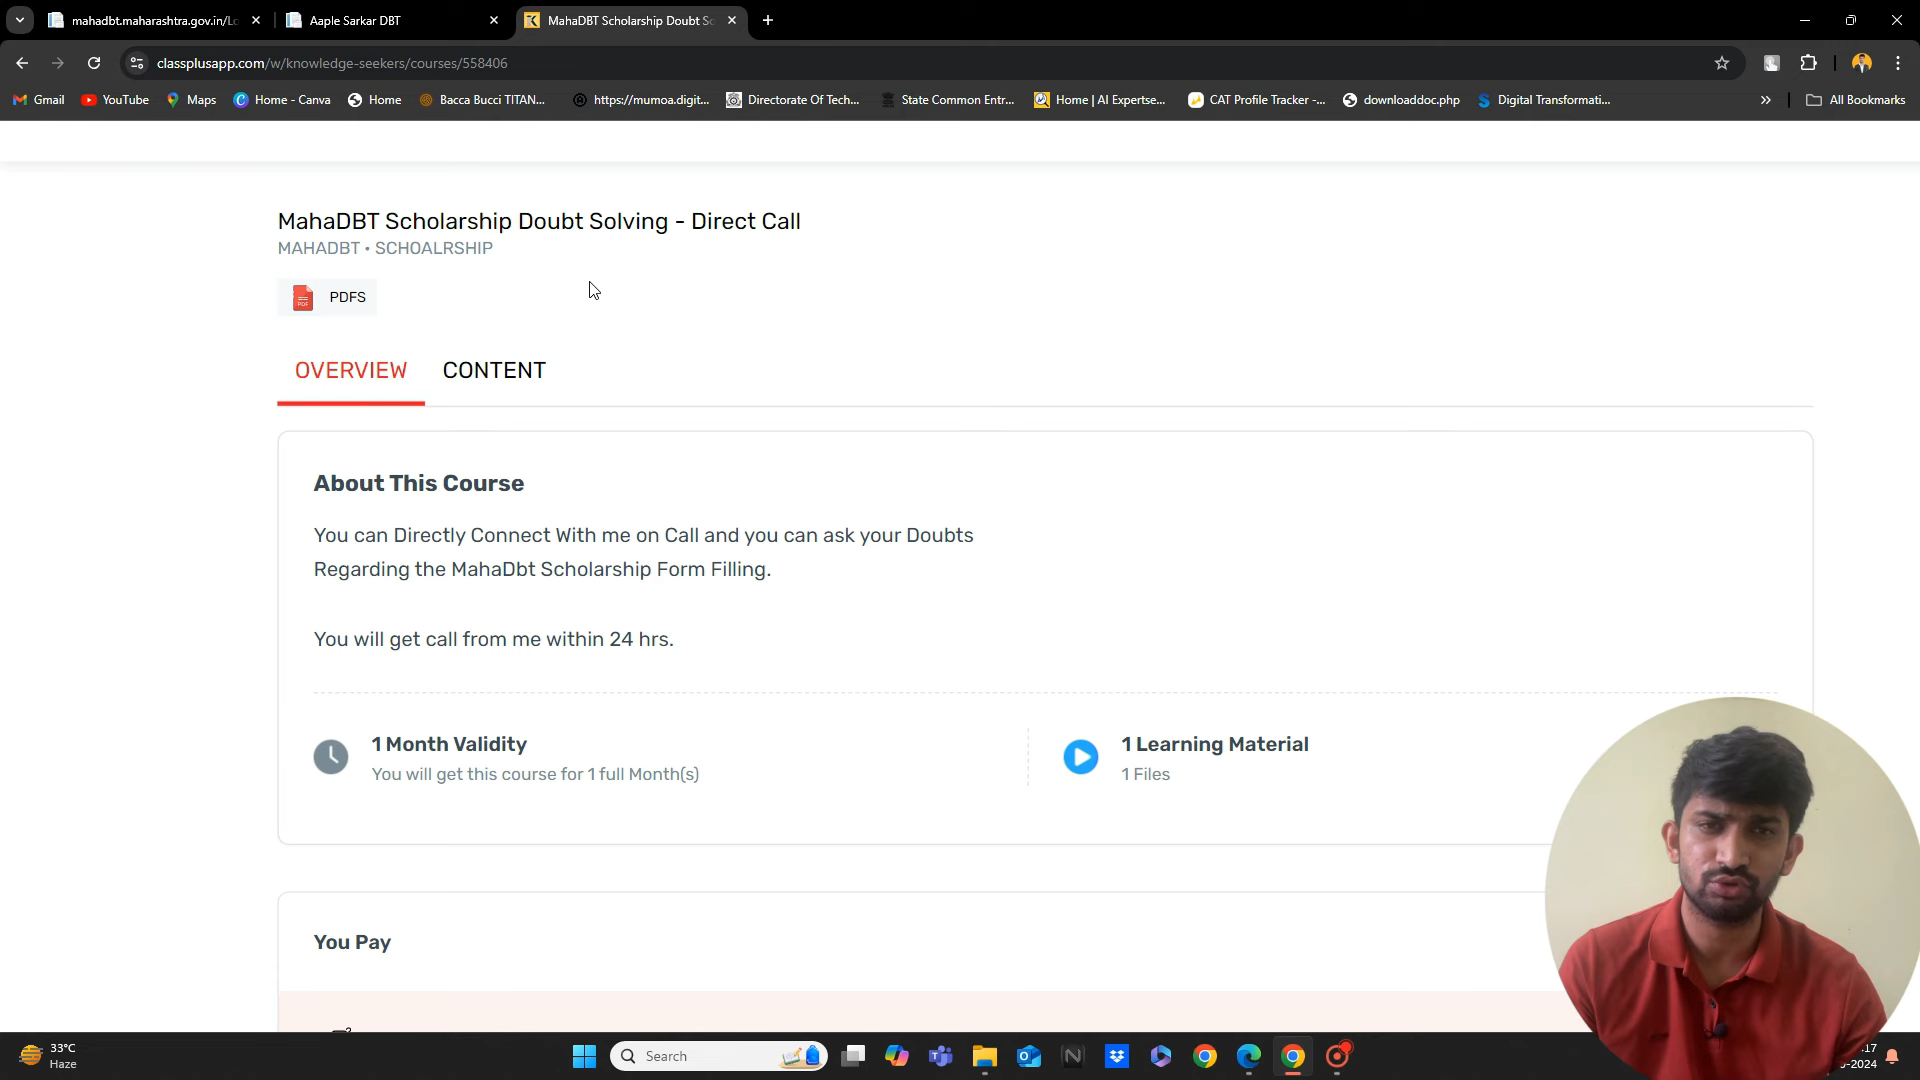 mahadbt.maharashtra.gov.in/Lo
Aaple Sarkar DBT
MahaDBT Scholarship Doubt So
classplusapp.com/w/knowledge-seekers/courses/558406
Gmail
YouTube
Maps
Home - Canva
Home
Bacca Bucci TITAN...
https://mumoa.digit...
Directorate Of Tech...
State Common Entr...
Home | AI Expertse...
CAT Profile Tracker -...
downloaddoc.php
Digital Transformati...
All Bookmarks
MahaDBT Scholarship Doubt Solving - Direct Call
MAHADBT • SCHOALRSHIP
PDFS
OVERVIEW
CONTENT
About This Course
You can Directly Connect With me on Call and you can ask your Doubts
Regarding the MahaDbt Scholarship Form Filling.
You will get call from me within 24 hrs.
1 Month Validity
You will get this course for 1 full Month(s)
1 Learning Material
1 Files
You Pay
33°C
Haze
Search
:17
-2024